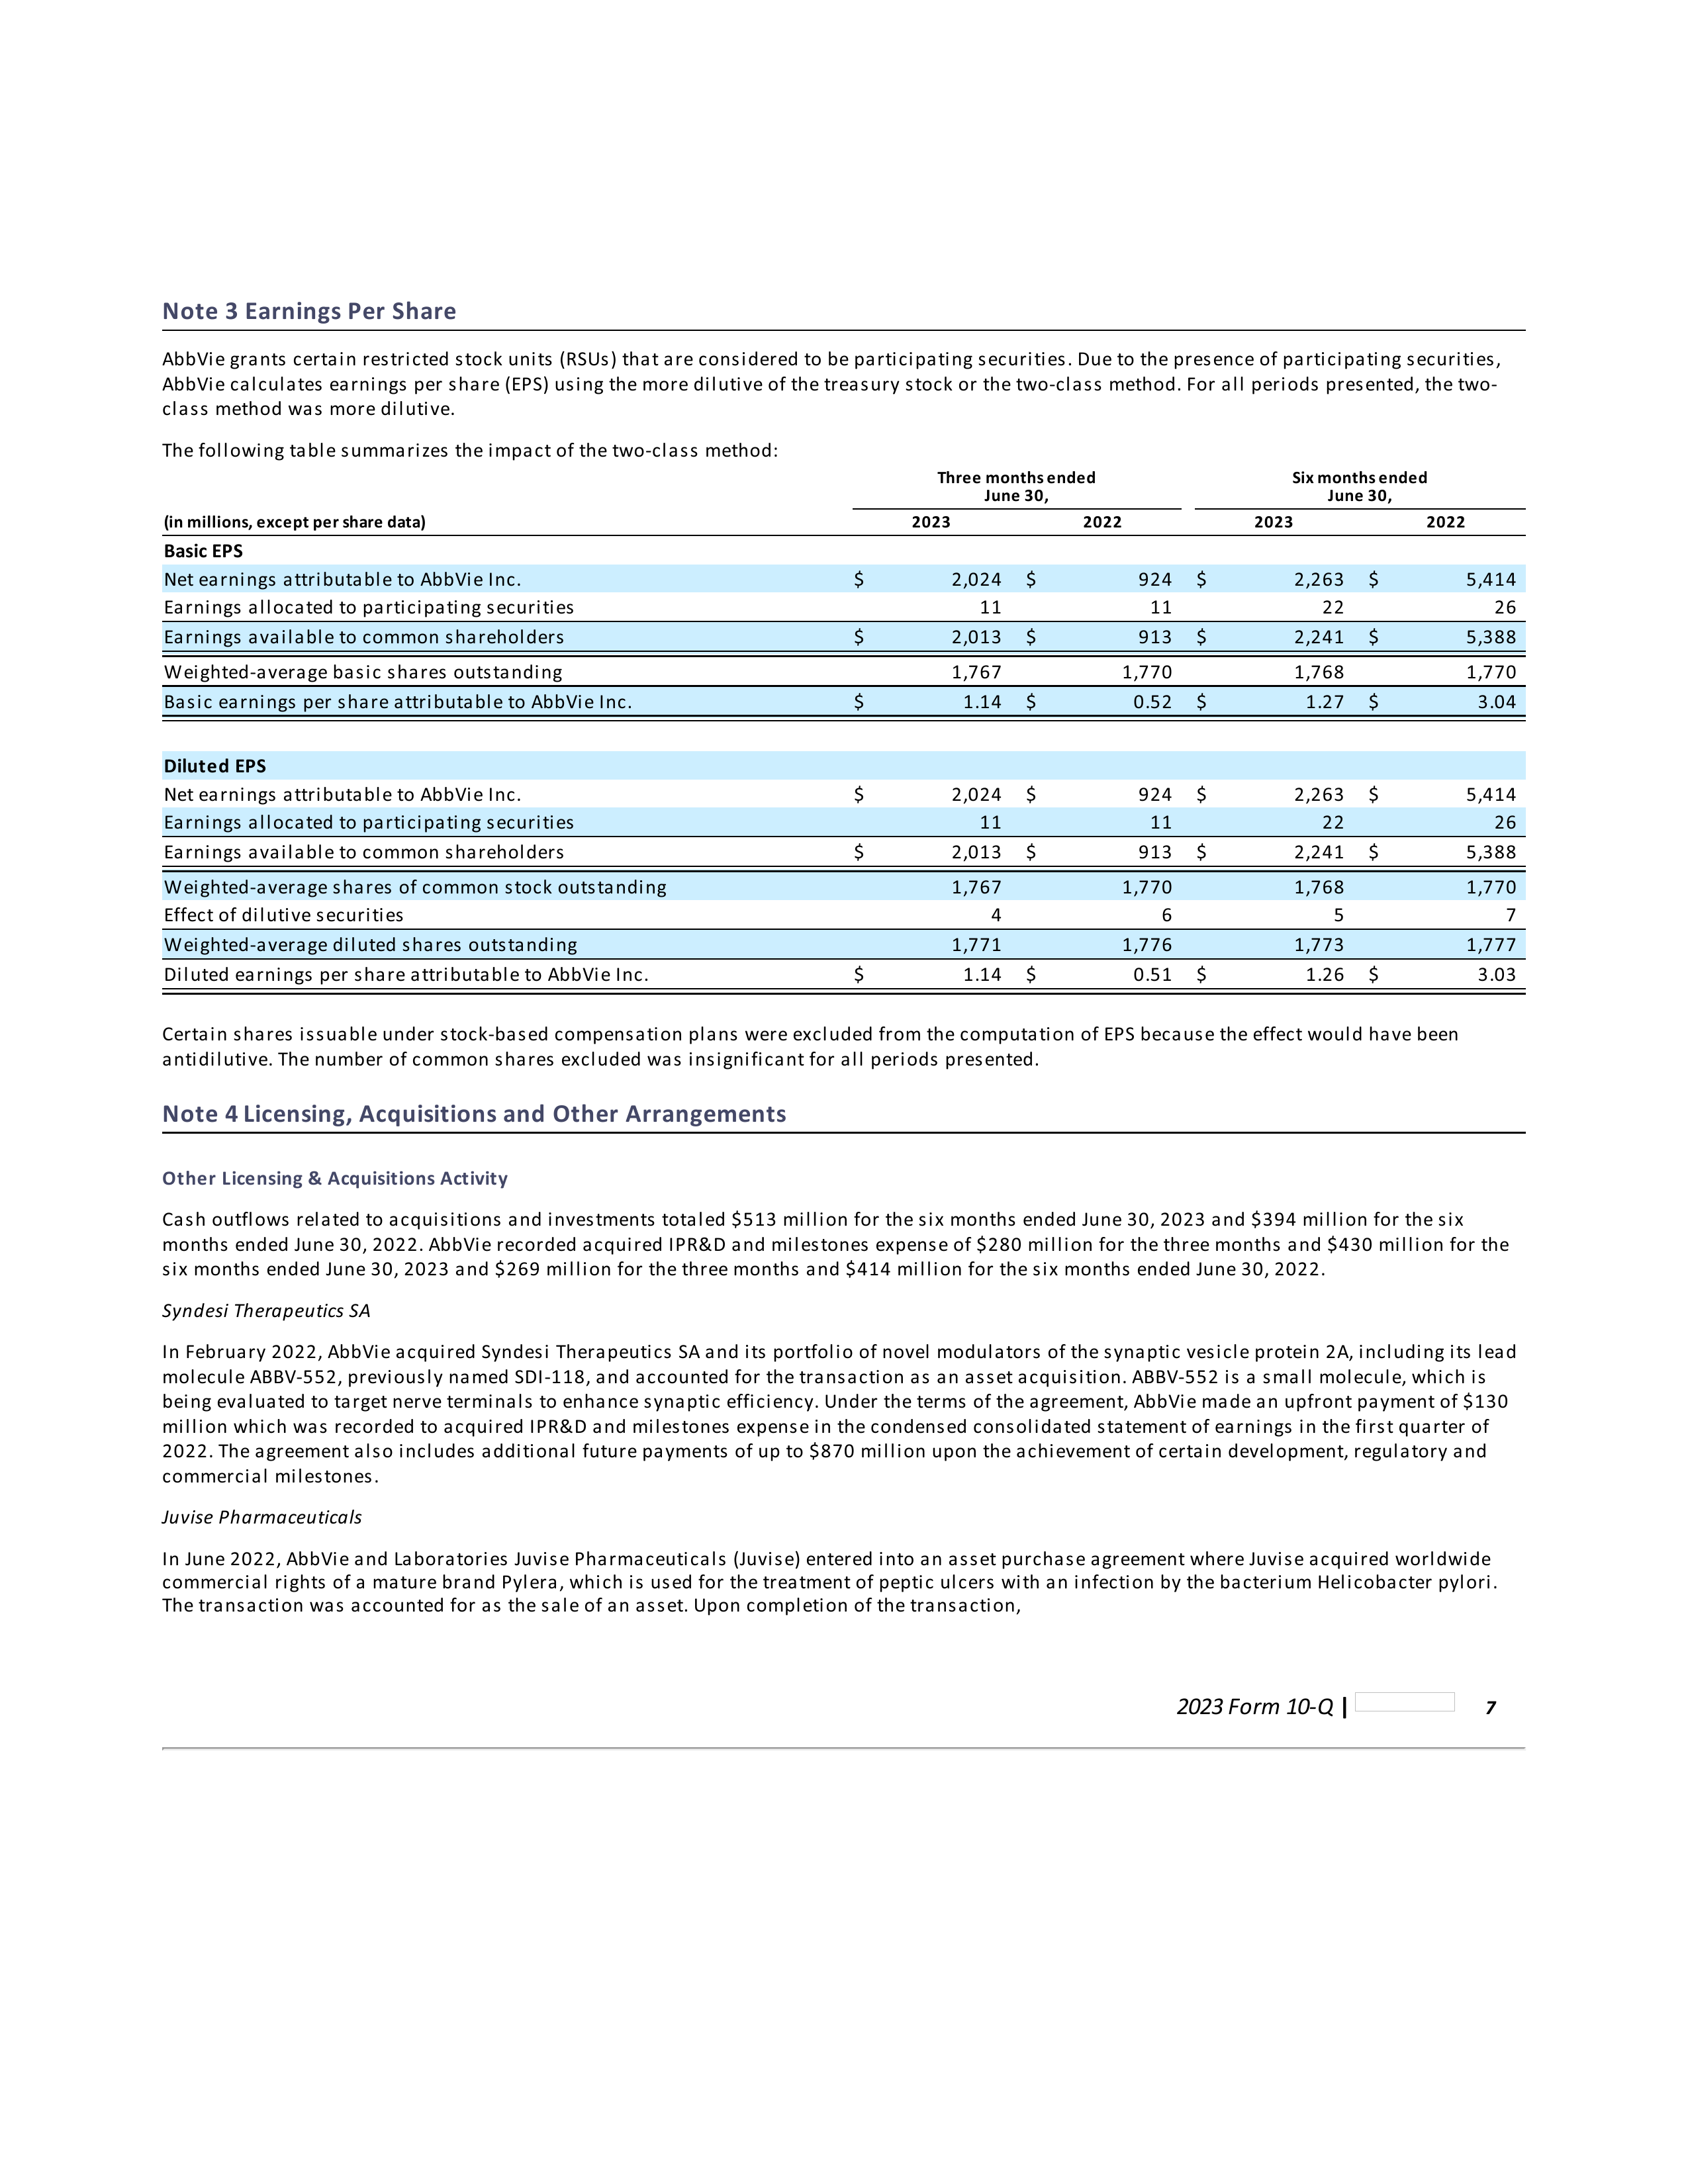 Note 3 Earnings Per Share
AbbVie grants certain restricted stock units (RSUs) that are considered to be participating securities. Due to the presence of participating securities,
AbbVie calculates earnings per share (EPS) using the more dilutive of the treasury stock or the two-class method. For all periods presented, the two-
class method was more dilutive.
The following table summarizes the impact of the two-class method:
Three months ended Six months ended
June 30, June 30,
(in millions, except per share data) 2023 2022 2023 2022
Basic EPS
Net earnings attributable to AbbVie Inc. $ 2,024 $ 924 $ 2,263 $ 5,414
Earnings allocated to participating securities 11 11 22 26
Earnings available to common shareholders $ 2,013 $ 913 $ 2,241 $ 5,388
Weighted-average basic shares outstanding 1,767 1,770 1,768 1,770
Basic earnings per share attributable to AbbVie Inc. $ 1.14 $ 0.52 $ 1.27 $ 3.04
Diluted EPS
Net earnings attributable to AbbVie Inc. $ 2,024 $ 924 $ 2,263 $ 5,414
Earnings allocated to participating securities 11 11 22 26
Earnings available to common shareholders $ 2,013 $ 913 $ 2,241 $ 5,388
Weighted-average shares of common stock outstanding 1,767 1,770 1,768 1,770
Effect of dilutive securities 4 6 5 7
Weighted-average diluted shares outstanding 1,771 1,776 1,773 1,777
Diluted earnings per share attributable to AbbVie Inc. $ 1.14 $ 0.51 $ 1.26 $ 3.03
Certain shares issuable under stock-based compensation plans were excluded from the computation of EPS because the effect would have been
antidilutive. The number of common shares excluded was insignificant for all periods presented.
Note 4 Licensing, Acquisitions and Other Arrangements
Other Licensing & Acquisitions Activity
Cash outflows related to acquisitions and investments totaled $513 million for the six months ended June 30, 2023 and $394 million for the six
months ended June 30, 2022. AbbVie recorded acquired IPR&D and milestones expense of $280 million for the three months and $430 million for the
six months ended June 30, 2023 and $269 million for the three months and $414 million for the six months ended June 30, 2022.
Syndesi Therapeutics SA
In February 2022, AbbVie acquired Syndesi Therapeutics SA and its portfolio of novel modulators of the synaptic vesicle protein 2A, including its lead
molecule ABBV-552, previously named SDI-118, and accounted for the transaction as an asset acquisition. ABBV-552 is a small molecule, which is
being evaluated to target nerve terminals to enhance synaptic efficiency. Under the terms of the agreement, AbbVie made an upfront payment of $130
million which was recorded to acquired IPR&D and milestones expense in the condensed consolidated statement of earnings in the first quarter of
2022. The agreement also includes additional future payments of up to $870 million upon the achievement of certain development, regulatory and
commercial milestones.
Juvise Pharmaceuticals
In June 2022, AbbVie and Laboratories Juvise Pharmaceuticals (Juvise) entered into an asset purchase agreement where Juvise acquired worldwide
commercial rights of a mature brand Pylera, which is used for the treatment of peptic ulcers with an infection by the bacterium Helicobacter pylori.
The transaction was accounted for as the sale of an asset. Upon completion of the transaction,
2023 Form 10-Q | 7